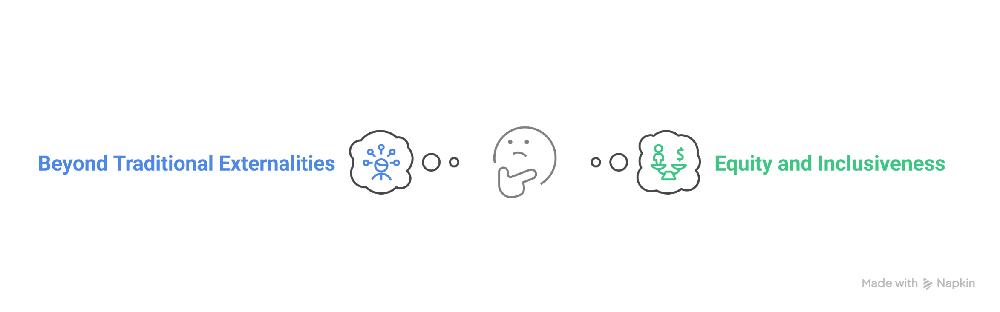 Beyond Traditional Externalities
Equity and Inclusiveness
$
Made with Napkin